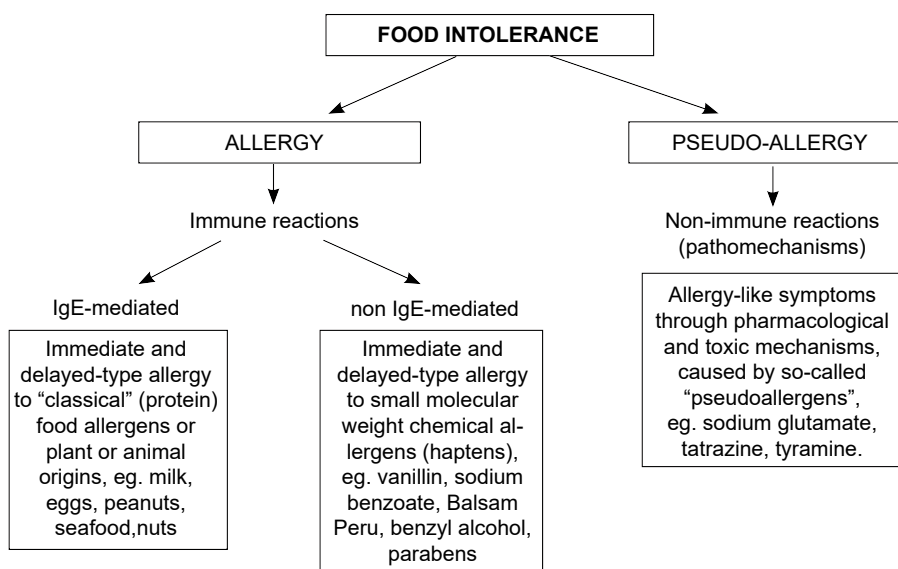 FOOD INTOLERANCE
ALLERGY
PSEUDO-ALLERGY
Immune reactions
Non-immune reactions
(pathomechanisms)
IgE-mediated
Immediate and
delayed-type allergy
to “classical” (protein)
food allergens or
plant or animal
origins, eg. milk,
eggs, peanuts,
seafood,nuts
non IgE-mediated
Immediate and
delayed-type allergy
to small molecular
weight chemical al-
lergens (haptens),
eg. vanillin, sodium
benzoate, Balsam
Peru, benzyl alcohol,
parabens
Allergy-like symptoms
through pharmacological
and toxic mechanisms,
caused by so-called
“pseudoallergens”,
eg. sodium glutamate,
tatrazine, tyramine.